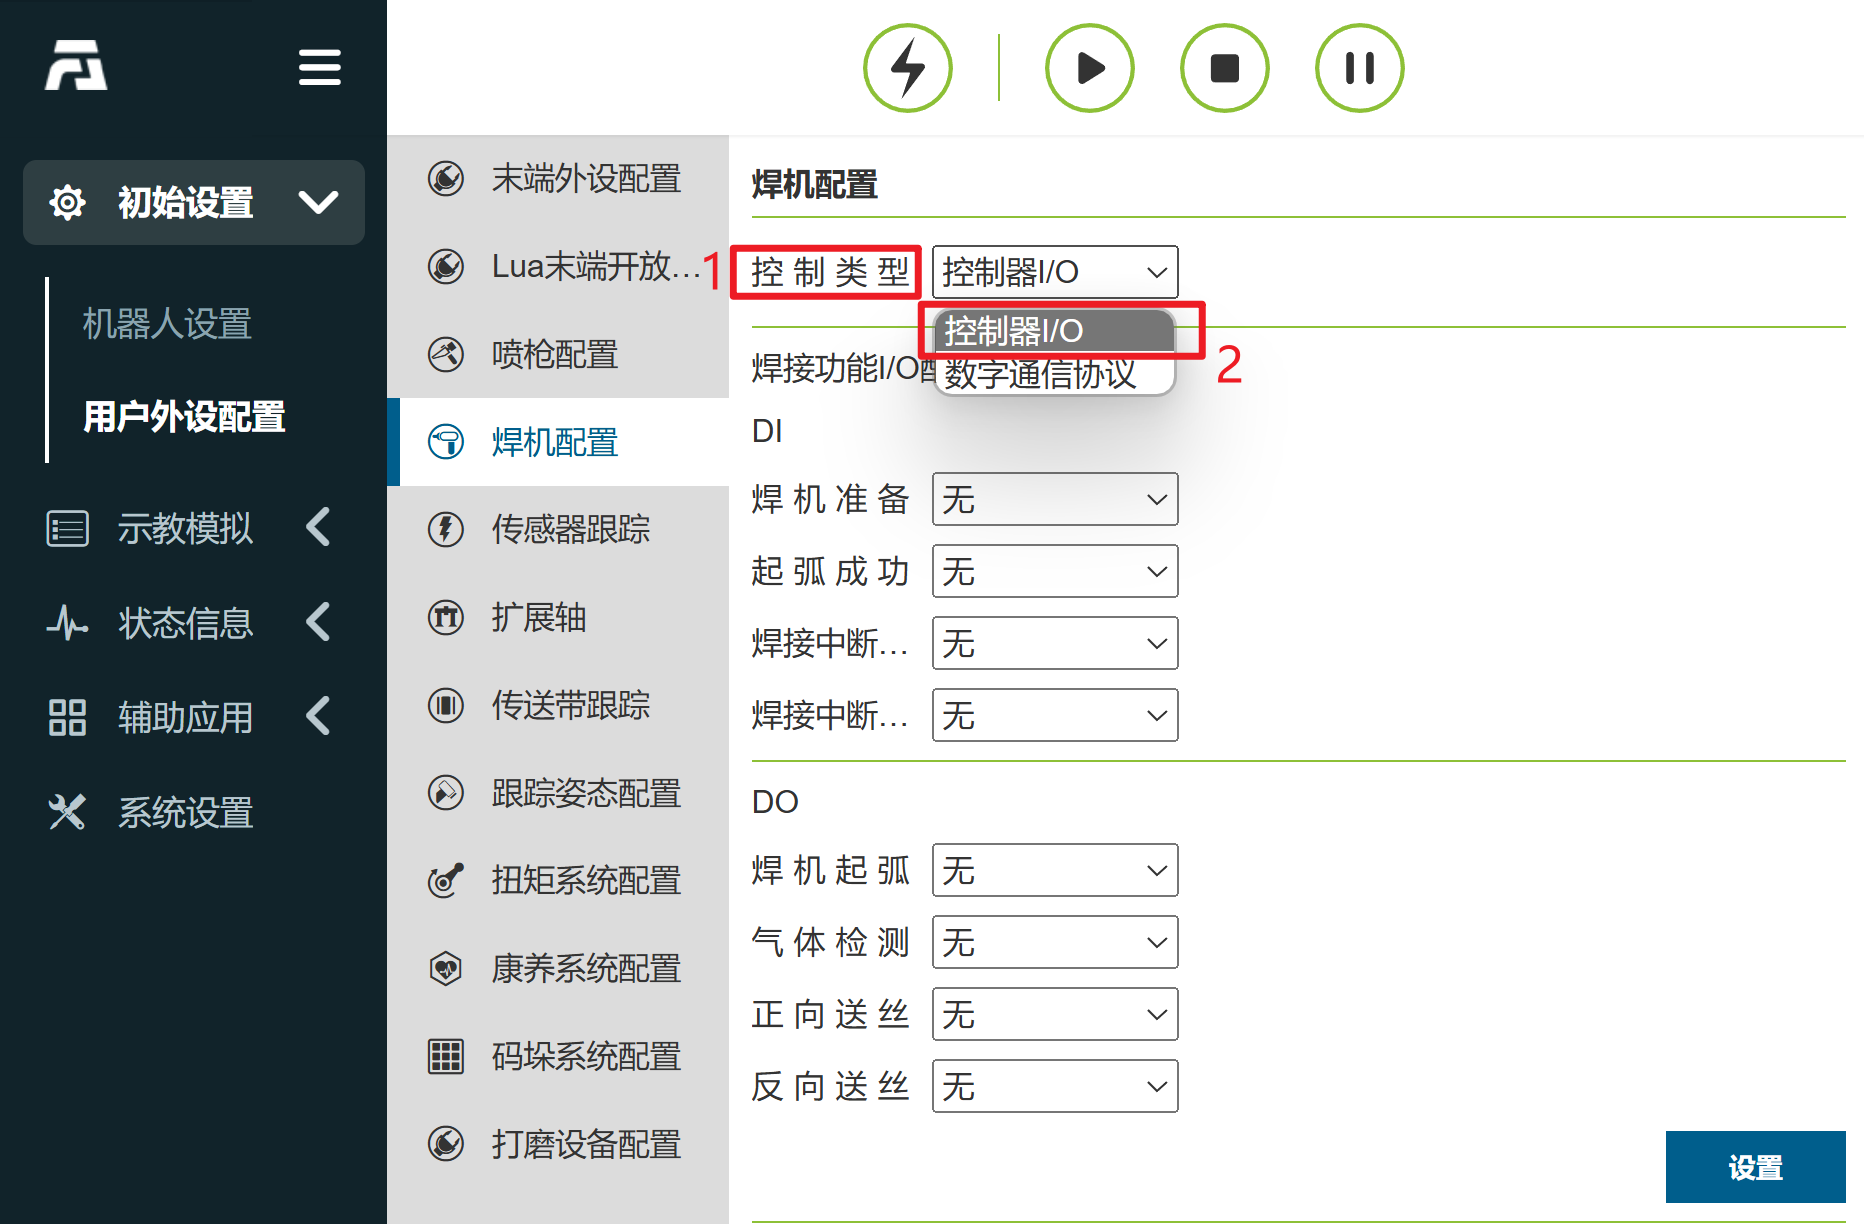 初始设置
机器人设置
用户外设配置
示教模拟
状态信息
辅助应用
系统设置
末端外设配置
Lua末端开放...
喷枪配置
焊机配置
传感器跟踪
扩展轴
传送带跟踪
跟踪姿态配置
扭矩系统配置
康养系统配置
码垛系统配置
打磨设备配置
焊机配置
1 控制类型 控制器I/O
控制器I/O
2
数字通信协议
焊接功能I/O
DI
焊机准备 无
起弧成功 无
焊接中断... 无
焊接中断... 无
DO
焊机起弧 无
气体检测 无
正向送丝 无
反向送丝 无
设置